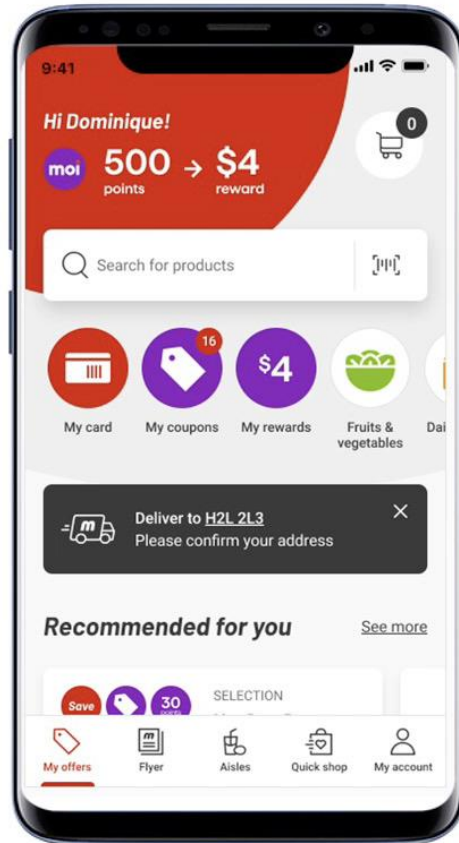 9:41
Hi Dominique!
0
moi 500 → $4
points reward
Search for products
16
$4
My card My coupons My rewards Fruits & vegetables Dai
m Deliver to H2L 2L3
Please confirm your address
Recommended for you See more
Save 30 points SELECTION
m
My offers Flyer Aisles Quick shop My account